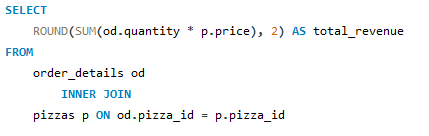 SELECT
    ROUND(SUM(od.quantity * p.price), 2) AS total_revenue
FROM
    order_details od
        INNER JOIN
    pizzas p ON od.pizza_id = p.pizza_id